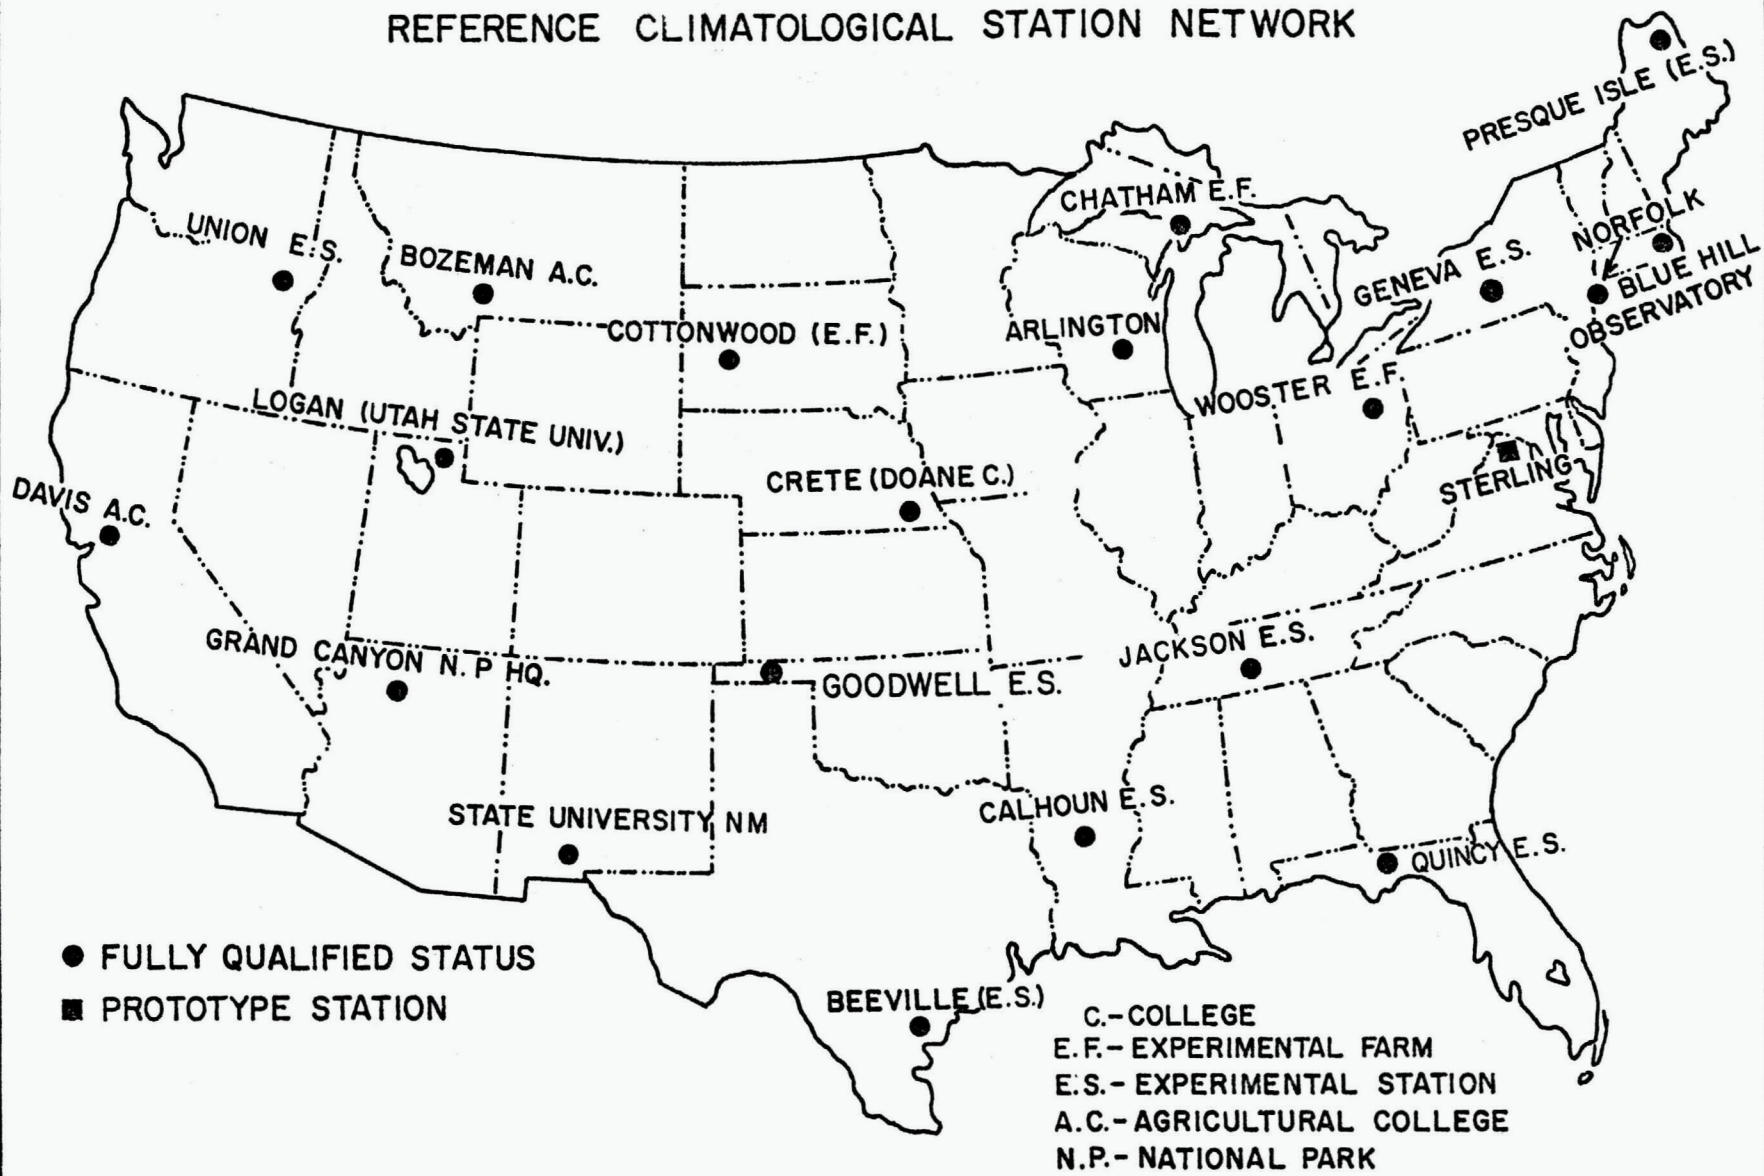 REFERENCE CLIMATOLOGICAL STATION NETWORK
PRESQUE ISLE (E.S.)
CHATHAM E.F.
UNION E.S.
BOZEMAN A.C.
NORFOLK
GENEVA E.S.
BLUE HILL
OBSERVATORY
COTTONWOOD (E.F.)
ARLINGTON
WOOSTER E.F.
LOGAN (UTAH STATE UNIV.)
CRETE (DOANE C.)
STERLING
DAVIS A.C.
GRAND CANYON N.P HQ.
JACKSON E.S.
GOODWELL E.S.
STATE UNIVERSITY NM
CALHOUN E.S.
QUINCY E.S.
BEEVILLE (E.S.)
FULLY QUALIFIED STATUS
PROTOTYPE STATION
C.-COLLEGE
E.F.-EXPERIMENTAL FARM
E.S.-EXPERIMENTAL STATION
A.C.-AGRICULTURAL COLLEGE
N.P.-NATIONAL PARK